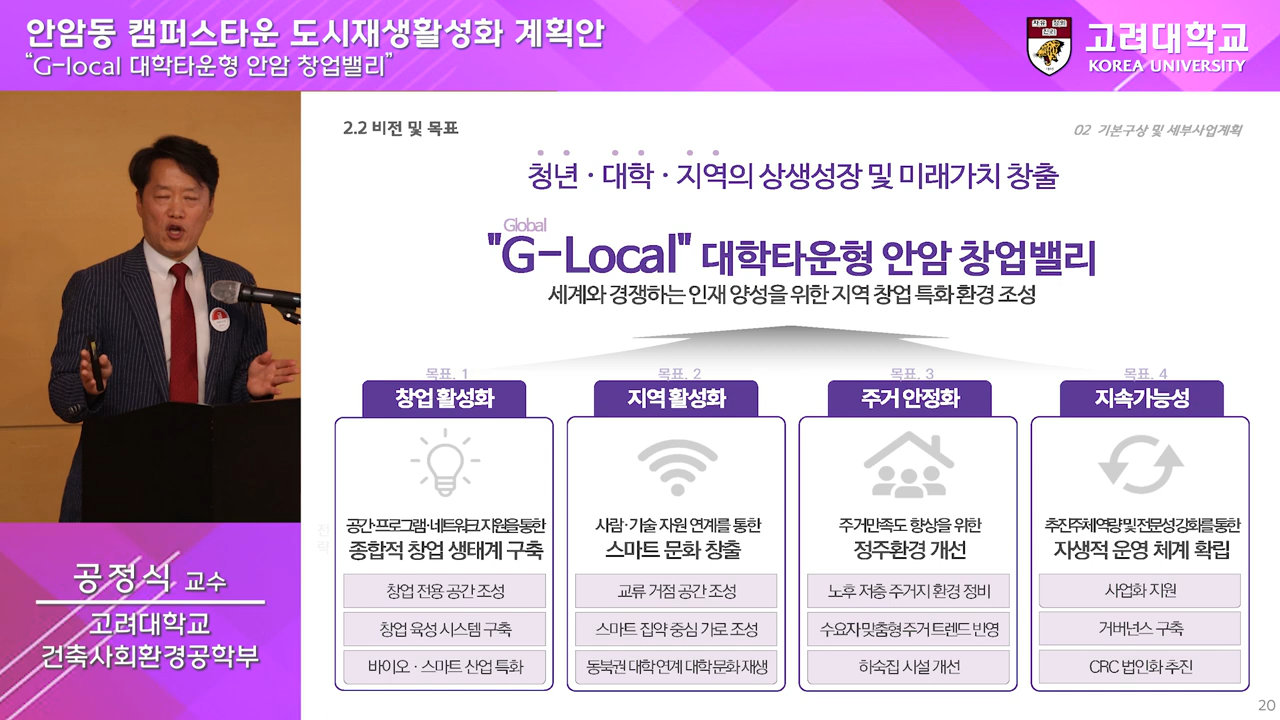 안암동 캠퍼스타운 도시재생활성화 계획안
“G-local 대학타운형 안암 창업밸리”
자유 정의
진리
고려대학교
KOREA UNIVERSITY
2.2 비전 및 목표
02 기본구상 및 세부사업계획
청년 · 대학 · 지역의 상생성장 및 미래가치 창출
Global
"G-Local" 대학타운형 안암 창업밸리
세계와 경쟁하는 인재 양성을 위한 지역 창업 특화 환경 조성
목표. 1
창업 활성화
공간·프로그램·네트워크 지원을 통한
종합적 창업 생태계 구축
창업 전용 공간 조성
창업 육성 시스템 구축
바이오 · 스마트 산업 특화
목표. 2
지역 활성화
사람·기술 자원 연계를 통한
스마트 문화 창출
교류 거점 공간 조성
스마트 집약 중심 가로 조성
동북권 대학 연계 대학 문화 재생
목표. 3
주거 안정화
주거만족도 향상을 위한
정주환경 개선
노후 저층 주거지 환경 정비
수요자 맞춤형 주거 트렌드 반영
하숙집 시설 개선
목표. 4
지속가능성
추진주체 역량 및 전문성 강화를 통한
자생적 운영 체계 확립
사업화 지원
거버넌스 구축
CRC 법인화 추진
전략
공정식 교수
고려대학교
건축사회환경공학부
20